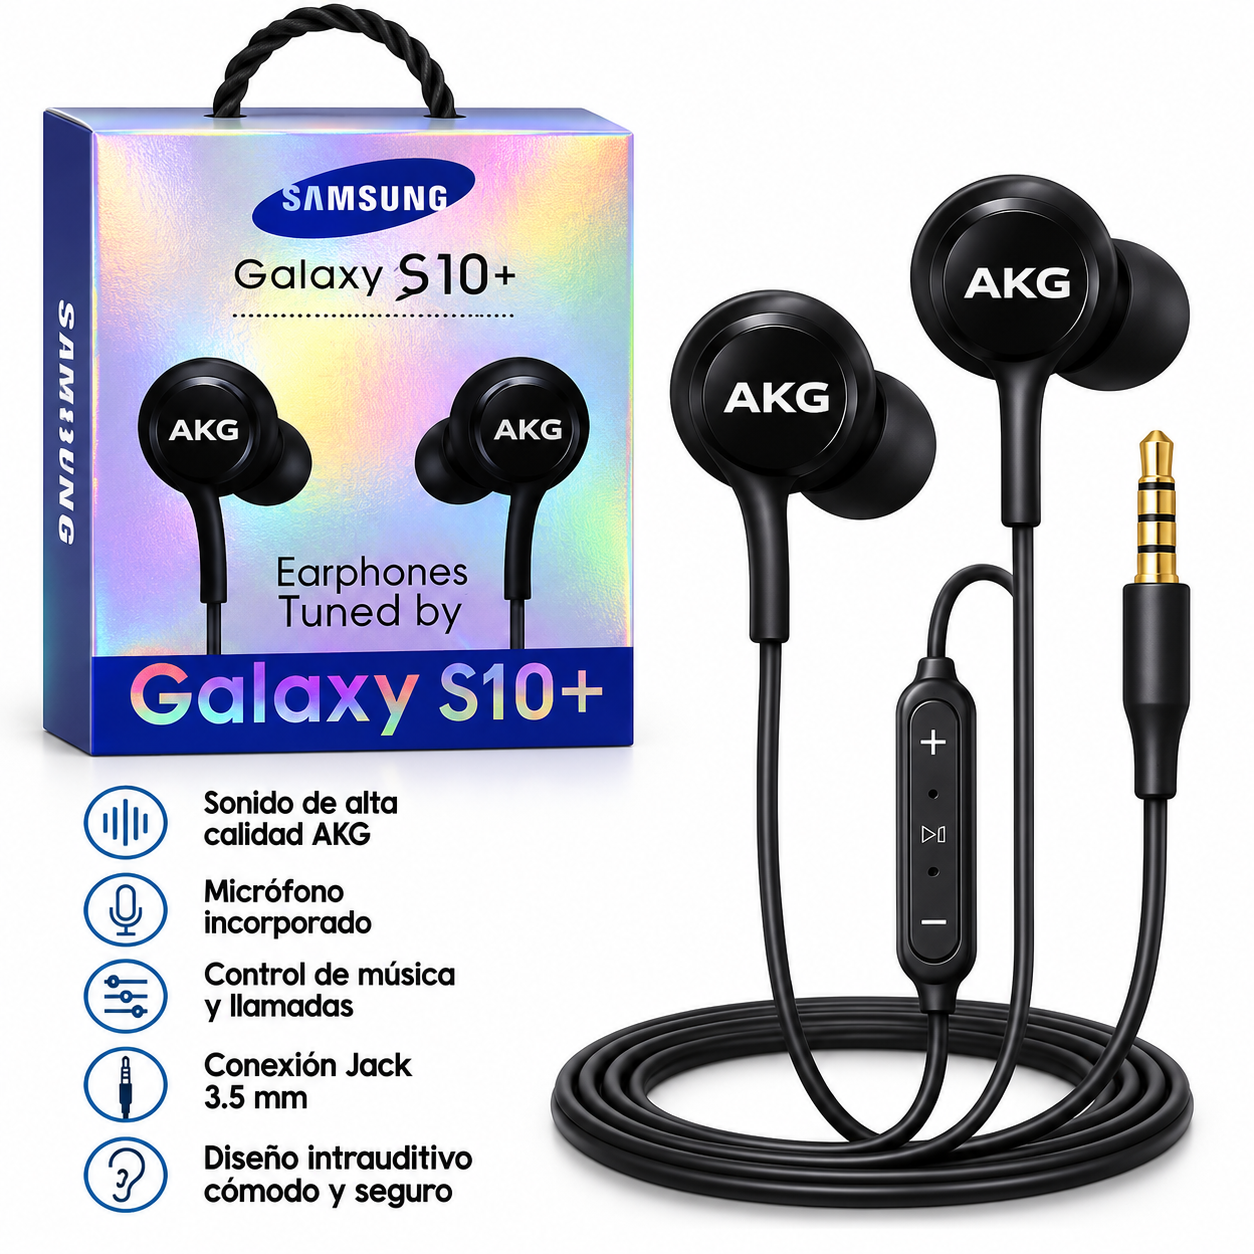 SAMSUNG
Galaxy S10+
AKG
AKG
Earphones
Tuned by
Galaxy S10+
AKG
AKG
Sonido de alta
calidad AKG
Micrófono
incorporado
Control de música
y llamadas
Conexión Jack
3.5 mm
Diseño intrauditivo
cómodo y seguro